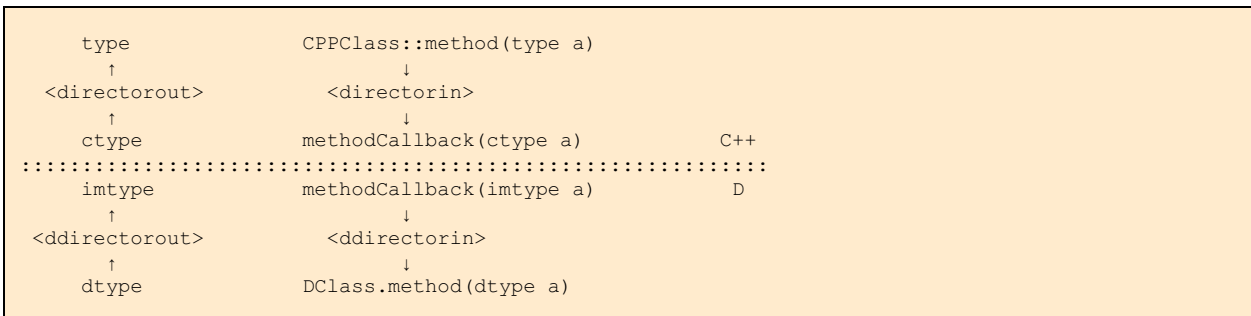 type CPPClass::method(type a)
↑ ↓
<directorout> <directorin>
↑ ↓
ctype methodCallback(ctype a) C++
:::::::::::::::::::::::::::::::::::::::::::::::::::::::::::::
imtype methodCallback(imtype a) D
↑ ↓
<ddirectorout> <ddirectorin>
↑ ↓
dtype DClass.method(dtype a)